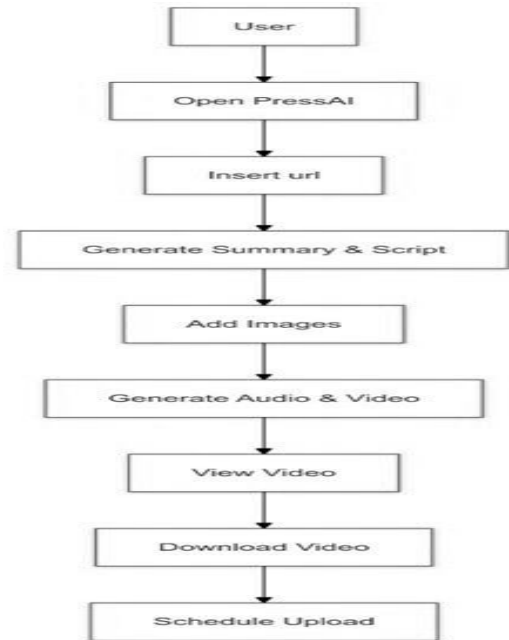 User
Open PressAI
Insert url
Generate Summary & Script
Add Images
Generate Audio & Video
View Video
Download Video
Schedule Upload